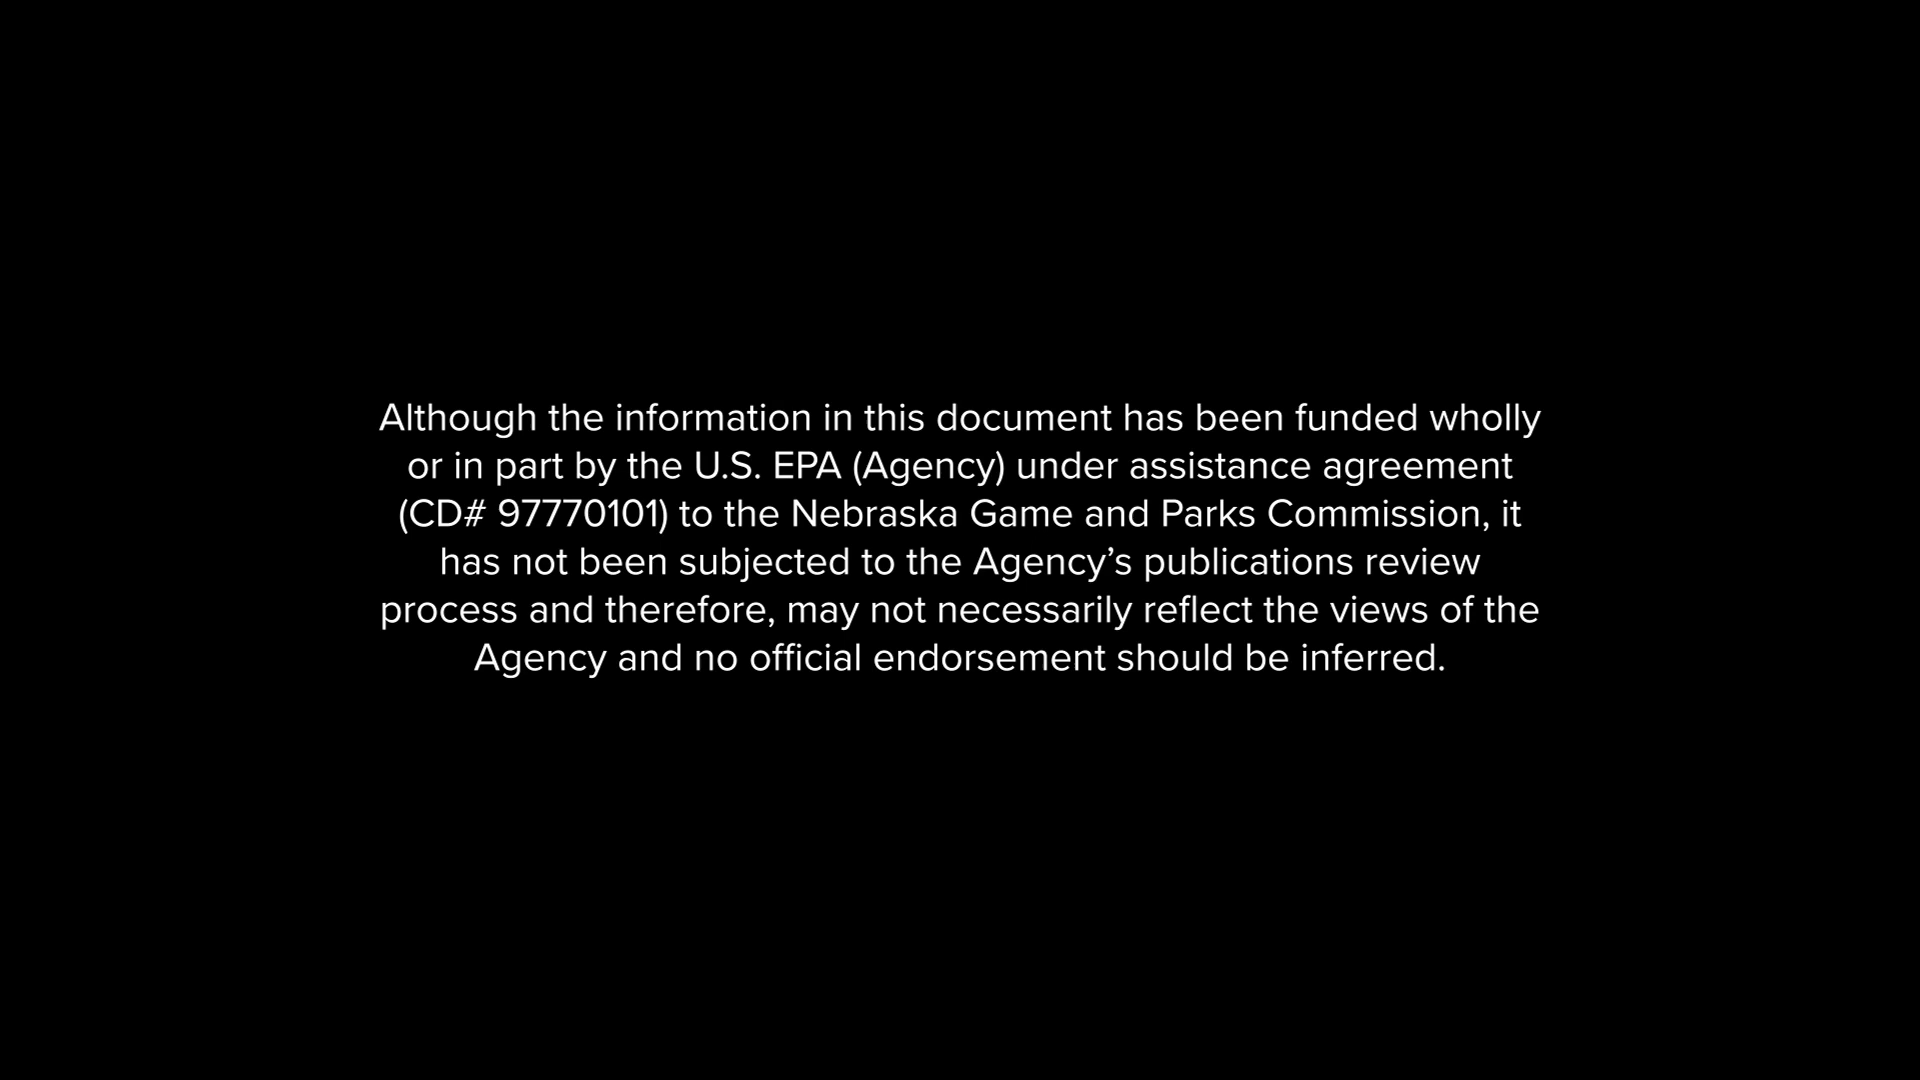 Although the information in this document has been funded wholly
or in part by the U.S. EPA (Agency) under assistance agreement
(CD# 97770101) to the Nebraska Game and Parks Commission, it
has not been subjected to the Agency’s publications review
process and therefore, may not necessarily reflect the views of the
Agency and no official endorsement should be inferred.